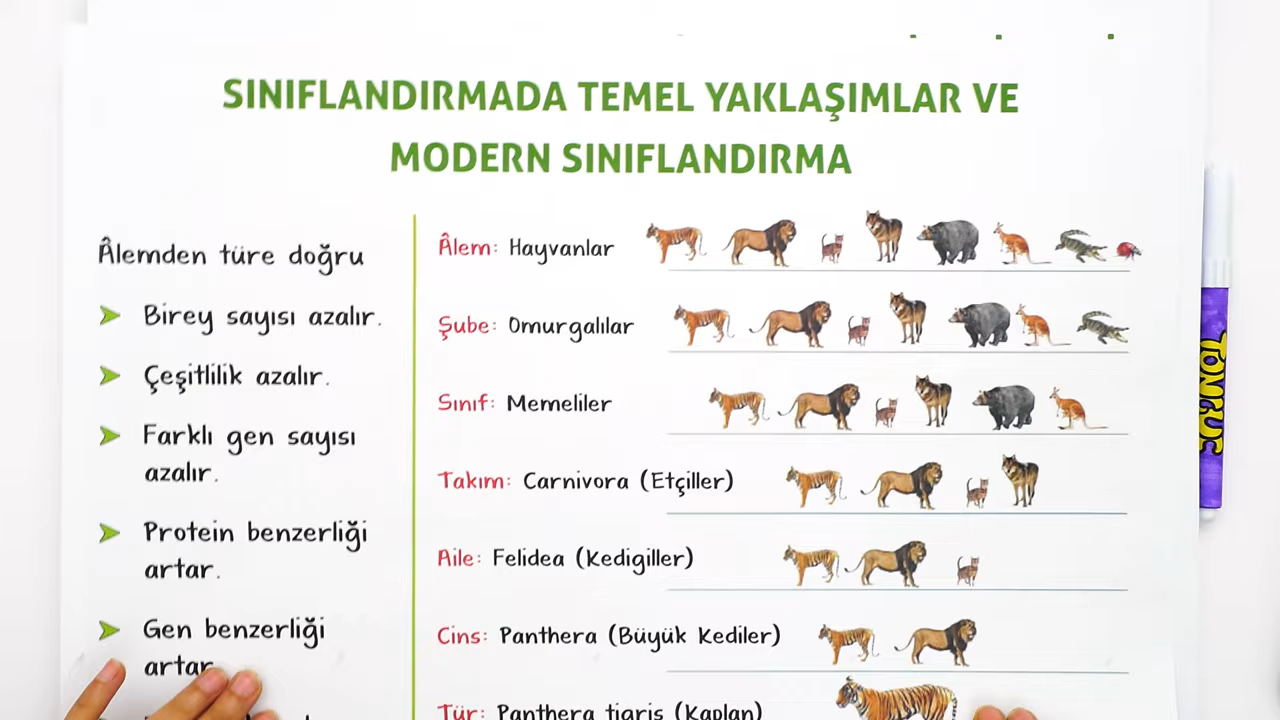 SINIFLANDIRMADA TEMEL YAKLAŞIMLAR VE
MODERN SINIFLANDIRMA
Âlemden türe doğru
Birey sayısı azalır.
Çeşitlilik azalır.
Farklı gen sayısı
azalır.
Protein benzerliği
artar.
Gen benzerliği
artar
Âlem: Hayvanlar
Şube: Omurgalılar
Sınıf: Memeliler
Takım: Carnivora (Etçiller)
Aile: Felidea (Kedigiller)
Cins: Panthera (Büyük Kediler)
Tür: Panthera tigris (Kaplan)
TONGUÇ